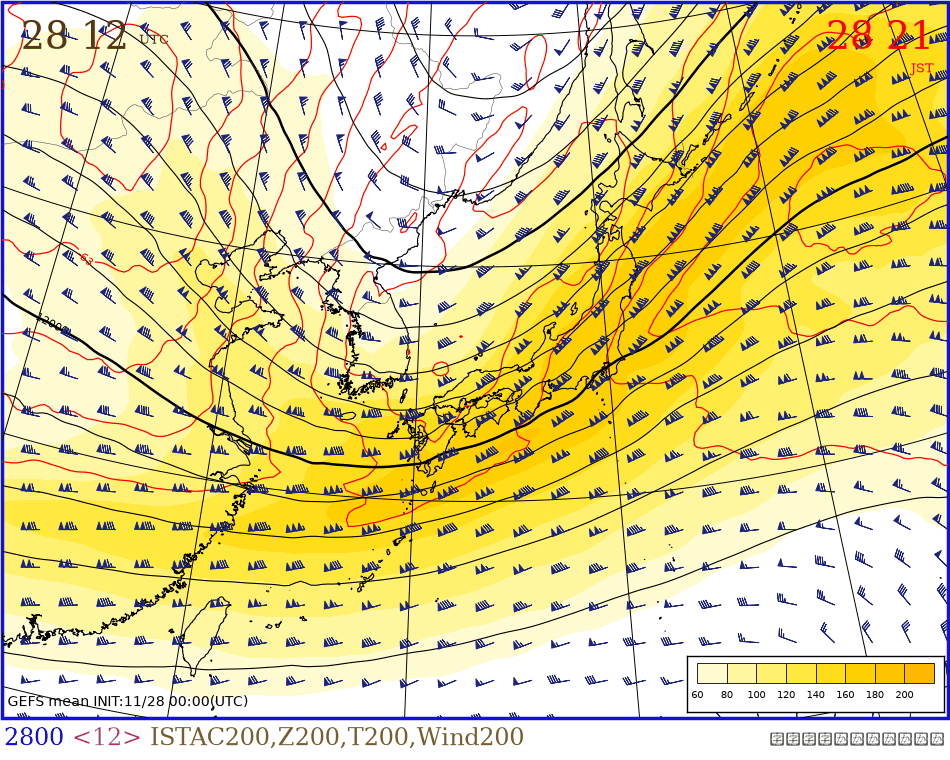 28 12 UTC
28 21
JST
63
GEFS mean INIT:11/28 00:00(UTC)
60 80 100 120 140 160 180 200
2800 <12> ISTAC200,Z200,T200,Wind200